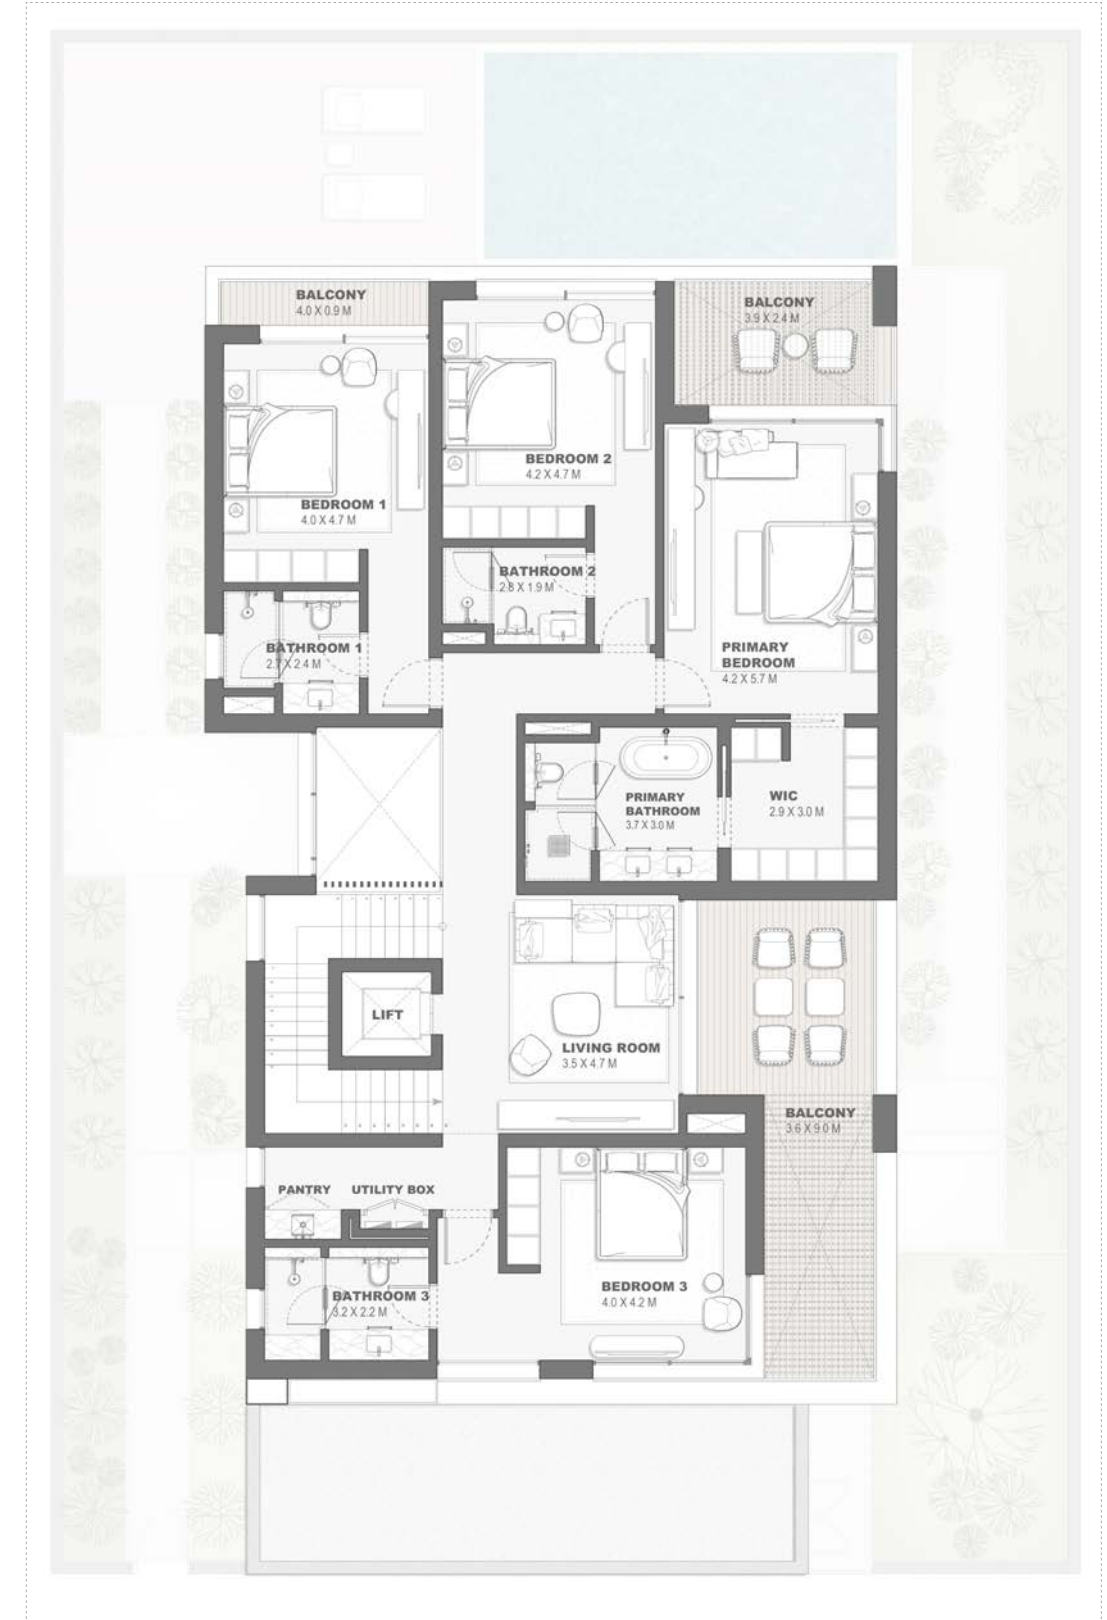 BALCONY
4.0 X 0.9 M
BALCONY
3.9 X 2.4 M
BEDROOM 2
4.2 X 4.7 M
BEDROOM 1
4.0 X 4.7 M
BATHROOM 2
2.8 X 1.9 M
BATHROOM 1
2.7 X 2.4 M
PRIMARY
BEDROOM
4.2 X 5.7 M
PRIMARY
BATHROOM
3.7 X 3.0 M
WIC
2.9 X 3.0 M
LIFT
LIVING ROOM
3.5 X 4.7 M
BALCONY
3.6 X 9.0 M
PANTRY
UTILITY BOX
BEDROOM 3
4.0 X 4.2 M
BATHROOM 3
3.2 X 2.2 M